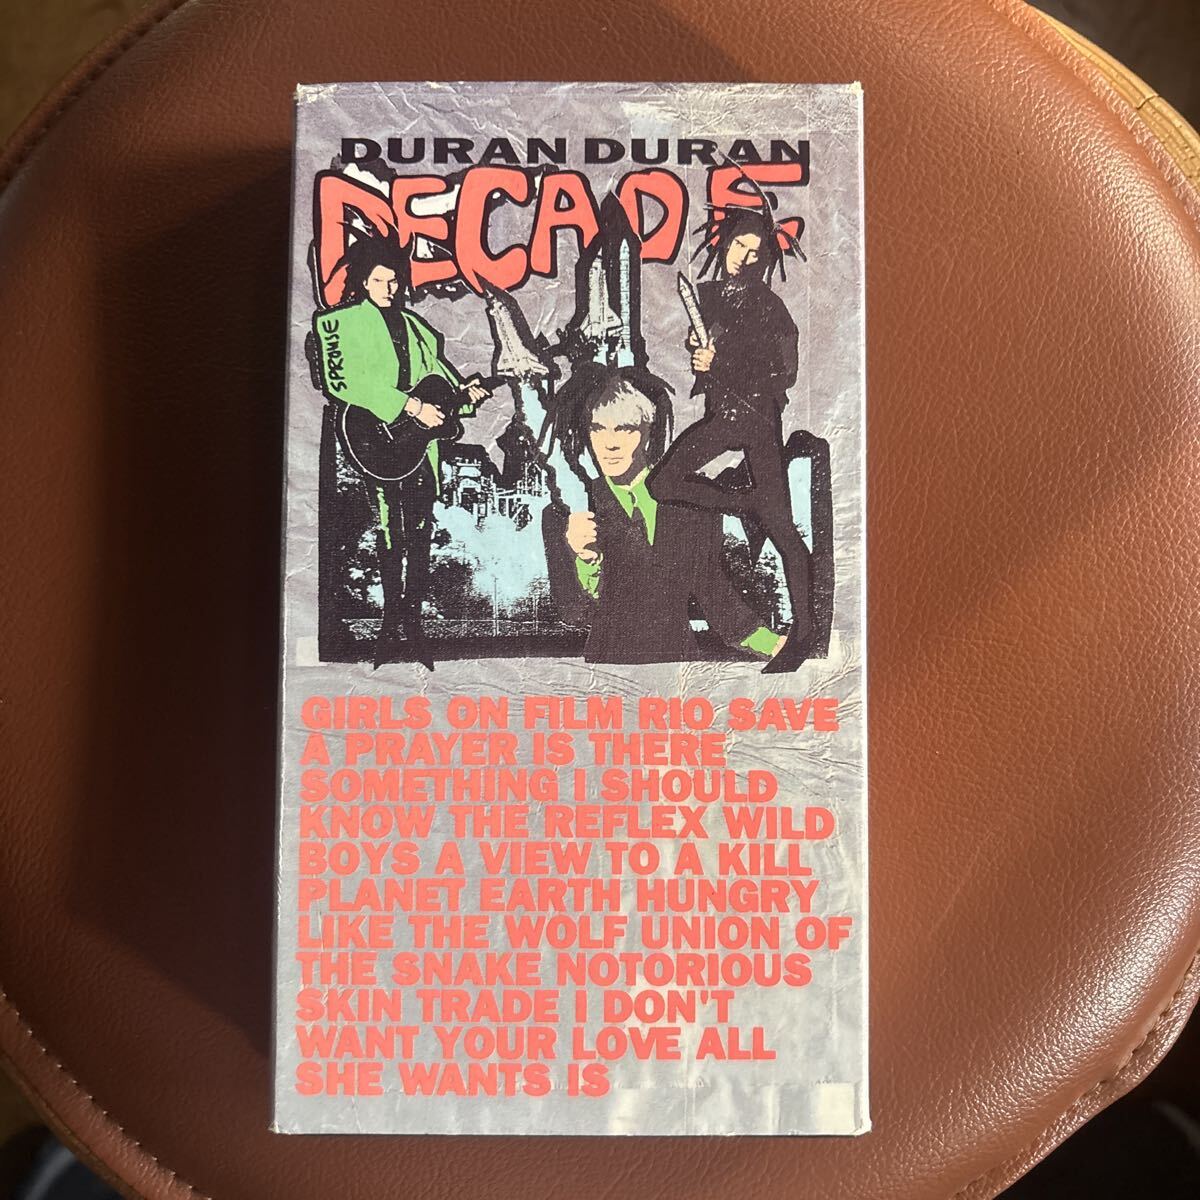 DURAN DURAN
DECADE
SPROUSE
GIRLS ON FILM RIO SAVE
A PRAYER IS THERE
SOMETHING I SHOULD
KNOW THE REFLEX WILD
BOYS A VIEW TO A KILL
PLANET EARTH HUNGRY
LIKE THE WOLF UNION OF
THE SNAKE NOTORIOUS
SKIN TRADE I DON'T
WANT YOUR LOVE ALL
SHE WANTS IS